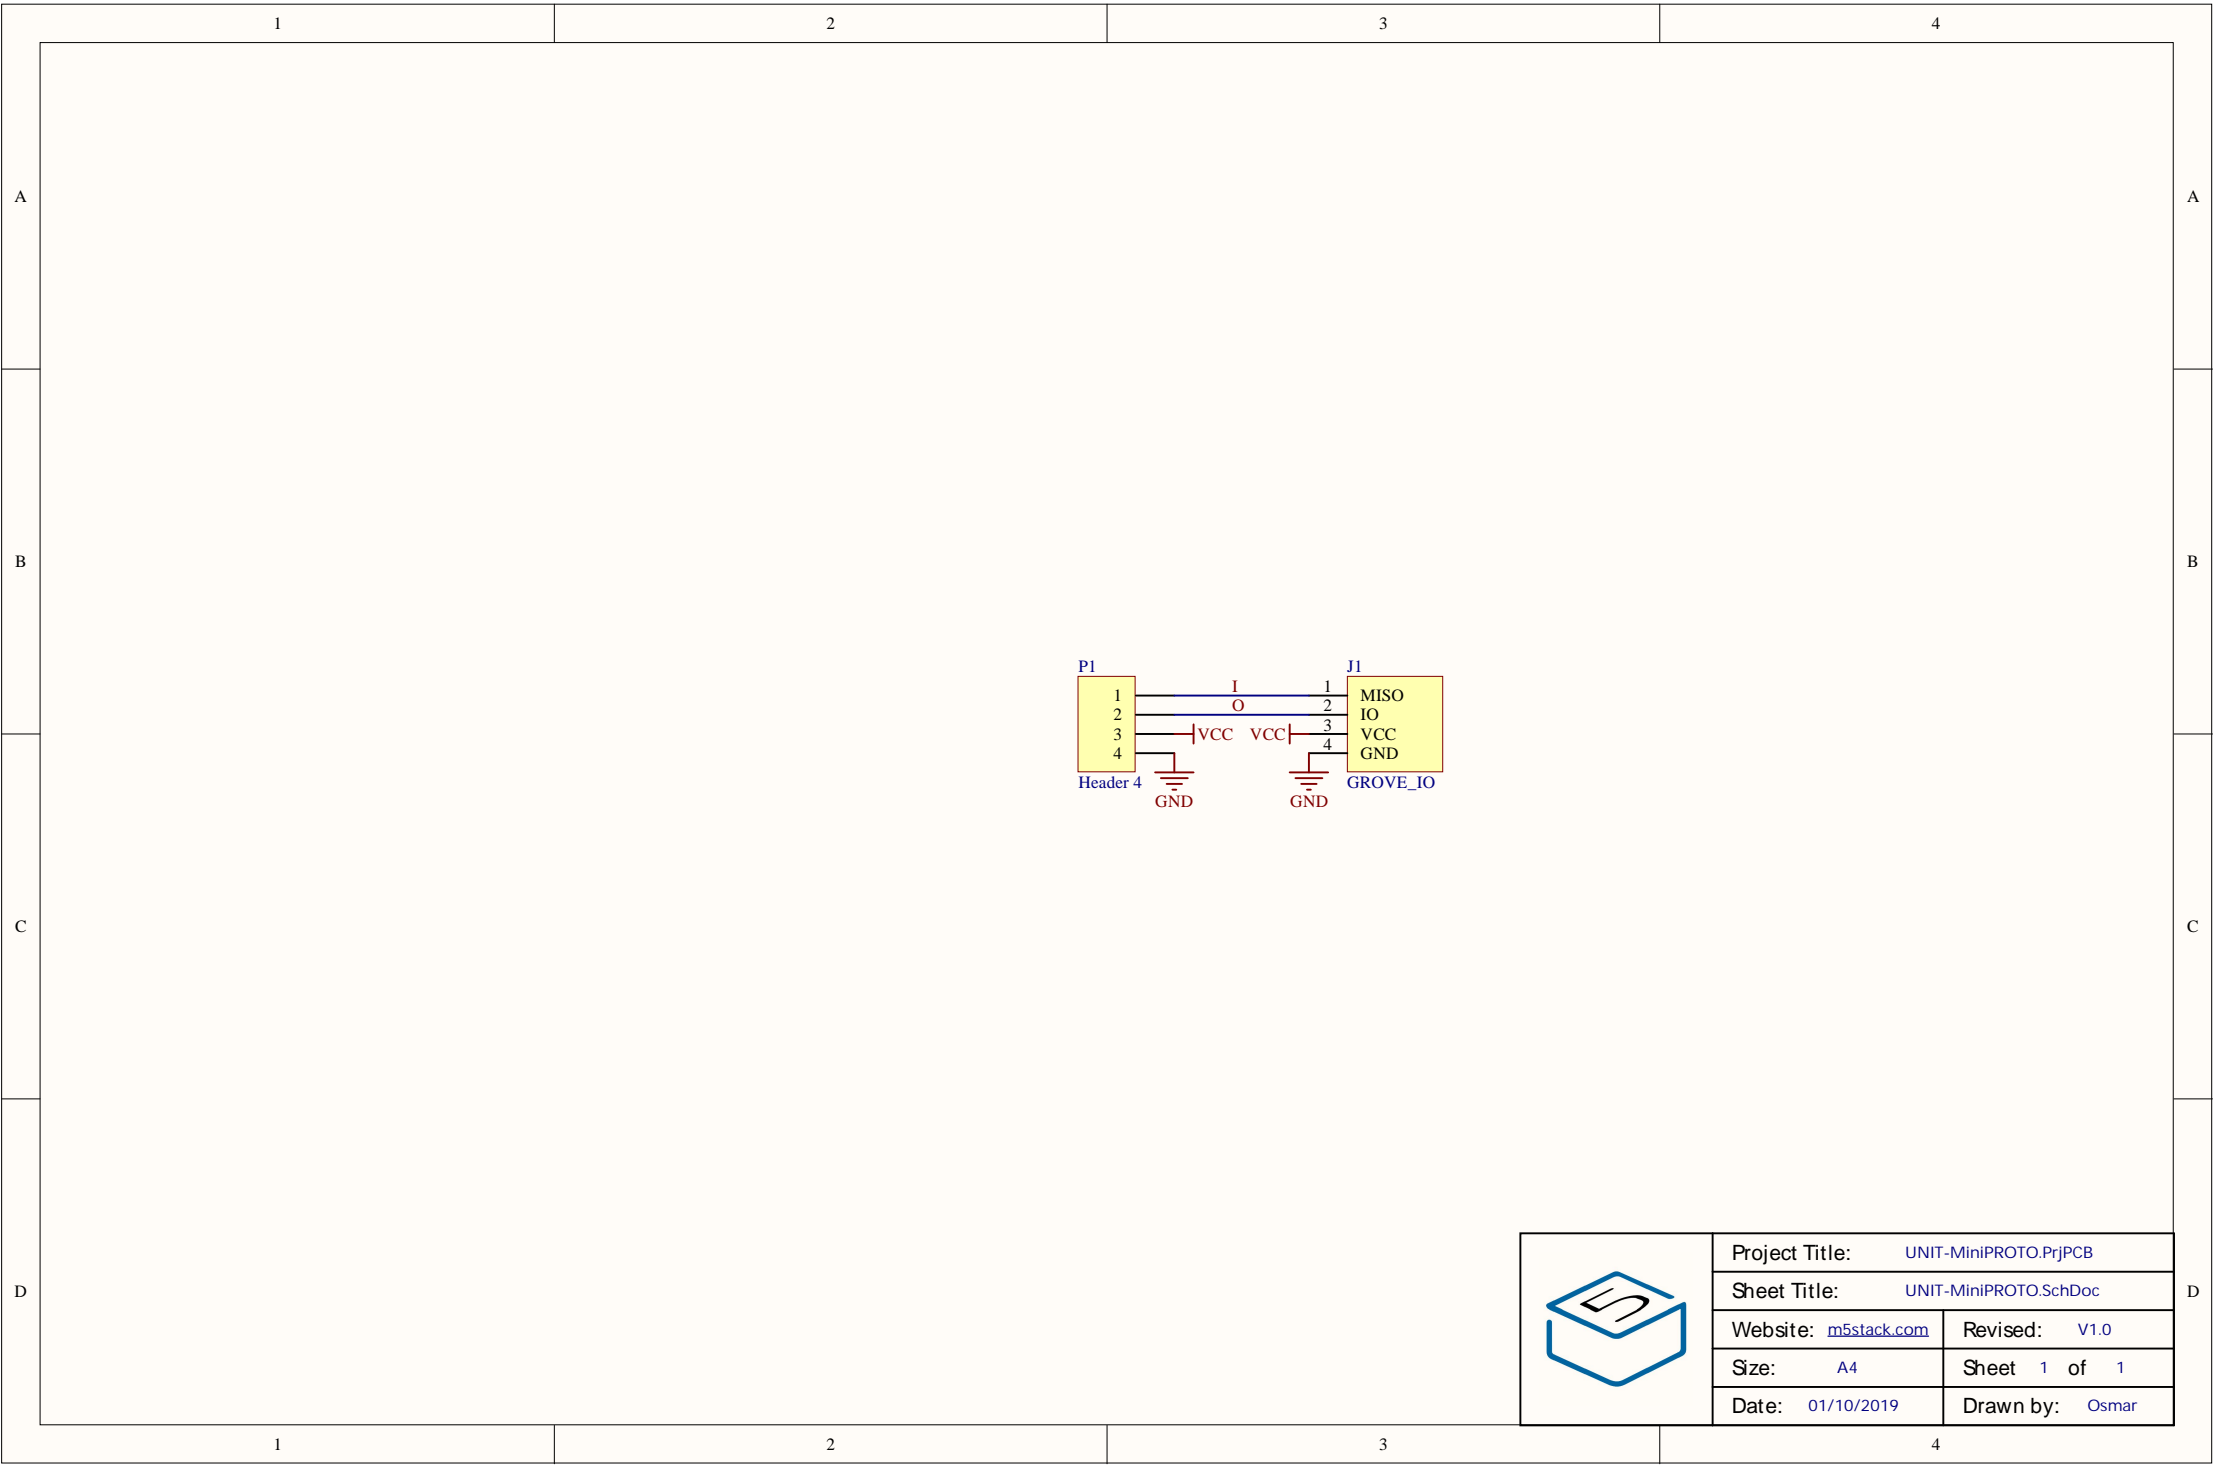 1 2 3 4
A A
B B
P1 J1
1 I 1 MISO
2 O 2 IO
3 VCC VCC 3 VCC
4 4 GND
Header 4 GROVE_IO
GND GND
C C
Project Title: UNIT-MiniPROTO.PrjPCB
Sheet Title: UNIT-MiniPROTO.SchDoc
D D
5
Website: m5stack.com Revised: V1.0
Size: A4 Sheet 1 of 1
Date: 01/10/2019 Drawn by: Osmar
1 2 3 4